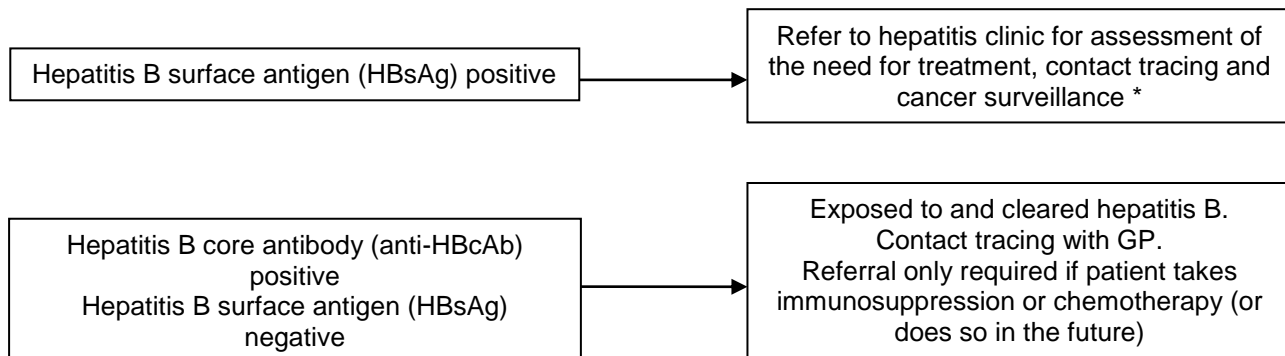 Hepatitis B surface antigen (HBsAg) positive
Refer to hepatitis clinic for assessment of
the need for treatment, contact tracing and
cancer surveillance *
Hepatitis B core antibody (anti-HBcAb)
positive
Hepatitis B surface antigen (HBsAg)
negative
Exposed to and cleared hepatitis B.
Contact tracing with GP.
Referral only required if patient takes
immunosuppression or chemotherapy (or
does so in the future)